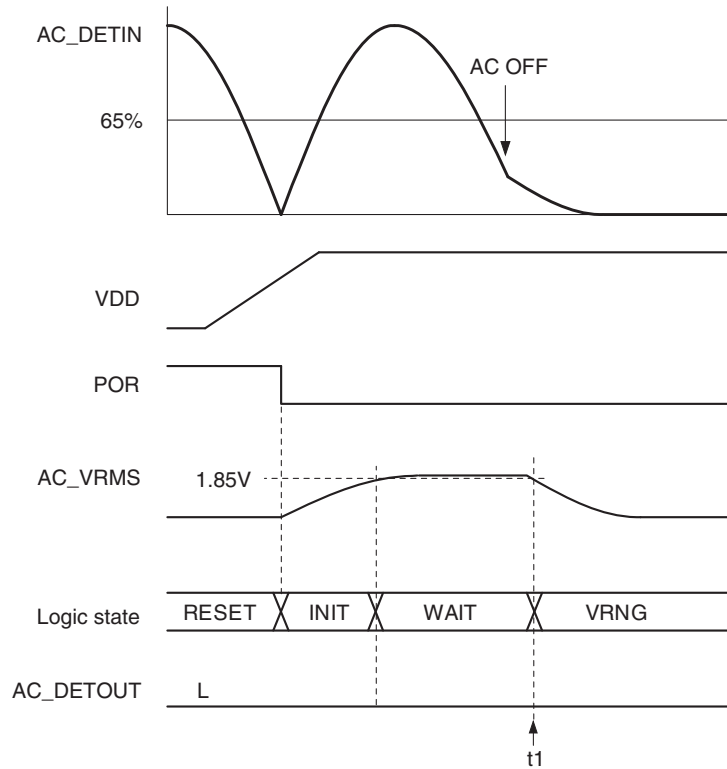 AC_DETIN
AC OFF
65%
VDD
POR
AC_VRMS
1.85V
Logic state
RESET
INIT
WAIT
VRNG
AC_DETOUT
L
t1